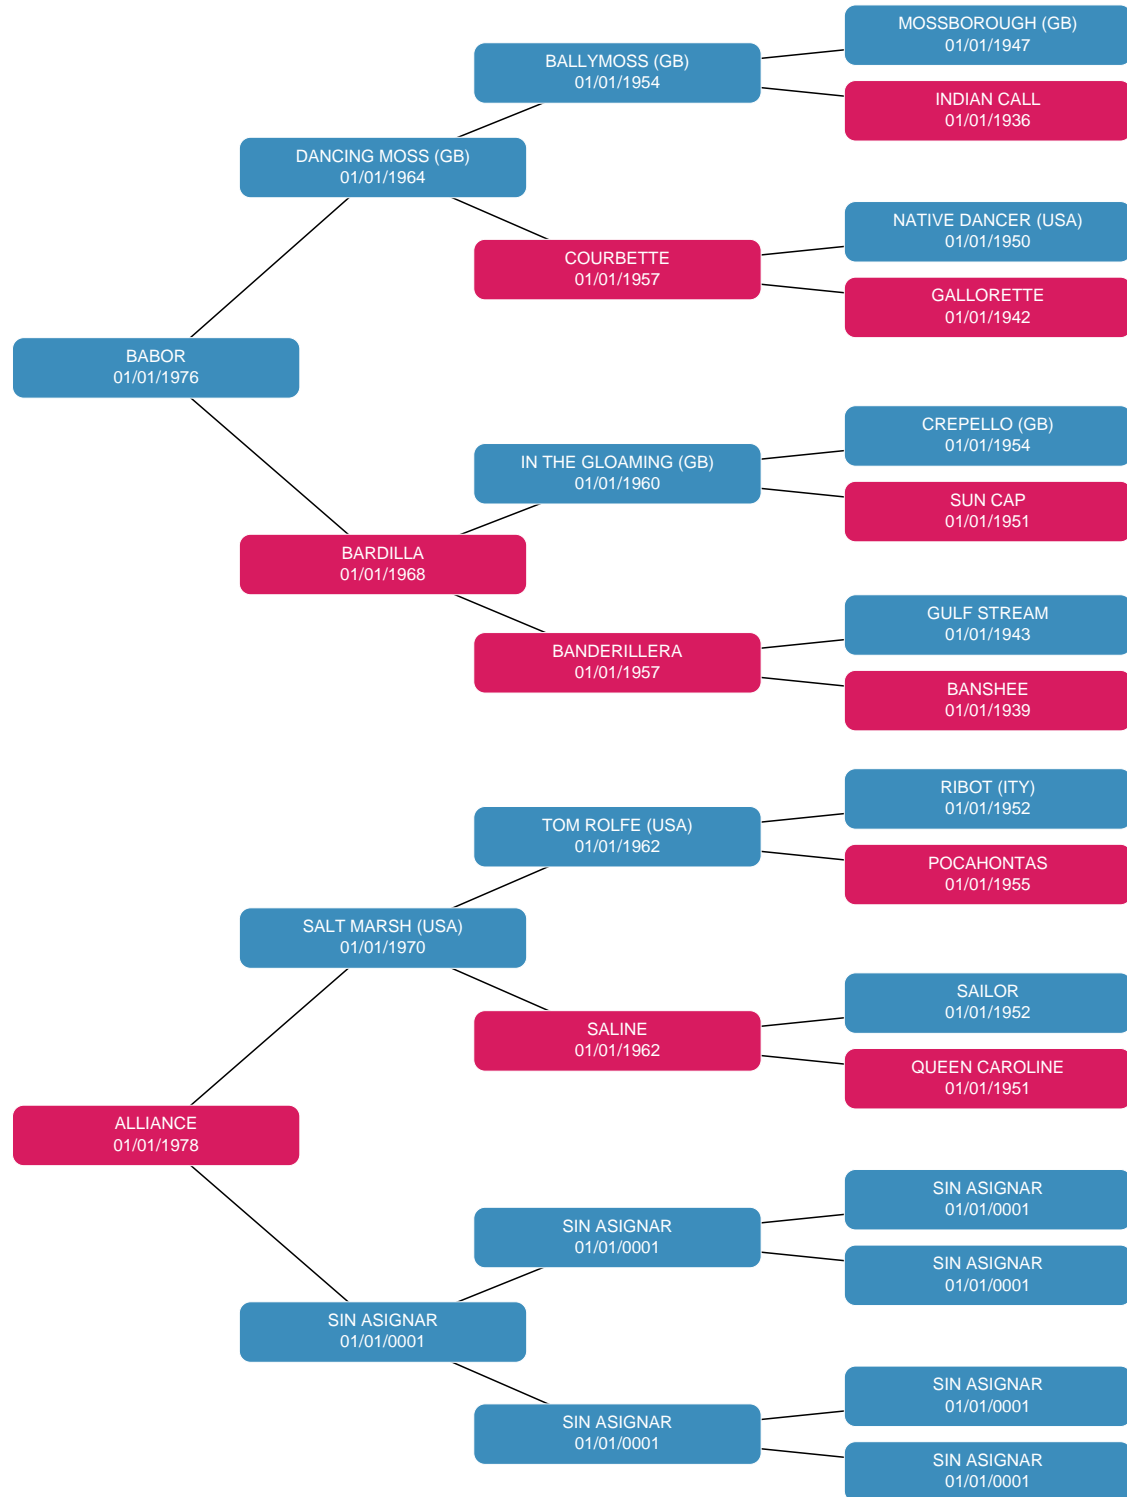 MOSSBOROUGH (GB)
01/01/1947
BALLYMOSS (GB)
01/01/1954
INDIAN CALL
01/01/1936
DANCING MOSS (GB)
01/01/1964
NATIVE DANCER (USA)
01/01/1950
COURBETTE
01/01/1957
GALLORETTE
01/01/1942
BABOR
01/01/1976
CREPELLO (GB)
01/01/1954
IN THE GLOAMING (GB)
01/01/1960
SUN CAP
01/01/1951
BARDILLA
01/01/1968
GULF STREAM
01/01/1943
BANDERILLERA
01/01/1957
BANSHEE
01/01/1939
RIBOT (ITY)
01/01/1952
TOM ROLFE (USA)
01/01/1962
POCAHONTAS
01/01/1955
SALT MARSH (USA)
01/01/1970
SAILOR
01/01/1952
SALINE
01/01/1962
QUEEN CAROLINE
01/01/1951
ALLIANCE
01/01/1978
SIN ASIGNAR
01/01/0001
SIN ASIGNAR
01/01/0001
SIN ASIGNAR
01/01/0001
SIN ASIGNAR
01/01/0001
SIN ASIGNAR
01/01/0001
SIN ASIGNAR
01/01/0001
SIN ASIGNAR
01/01/0001